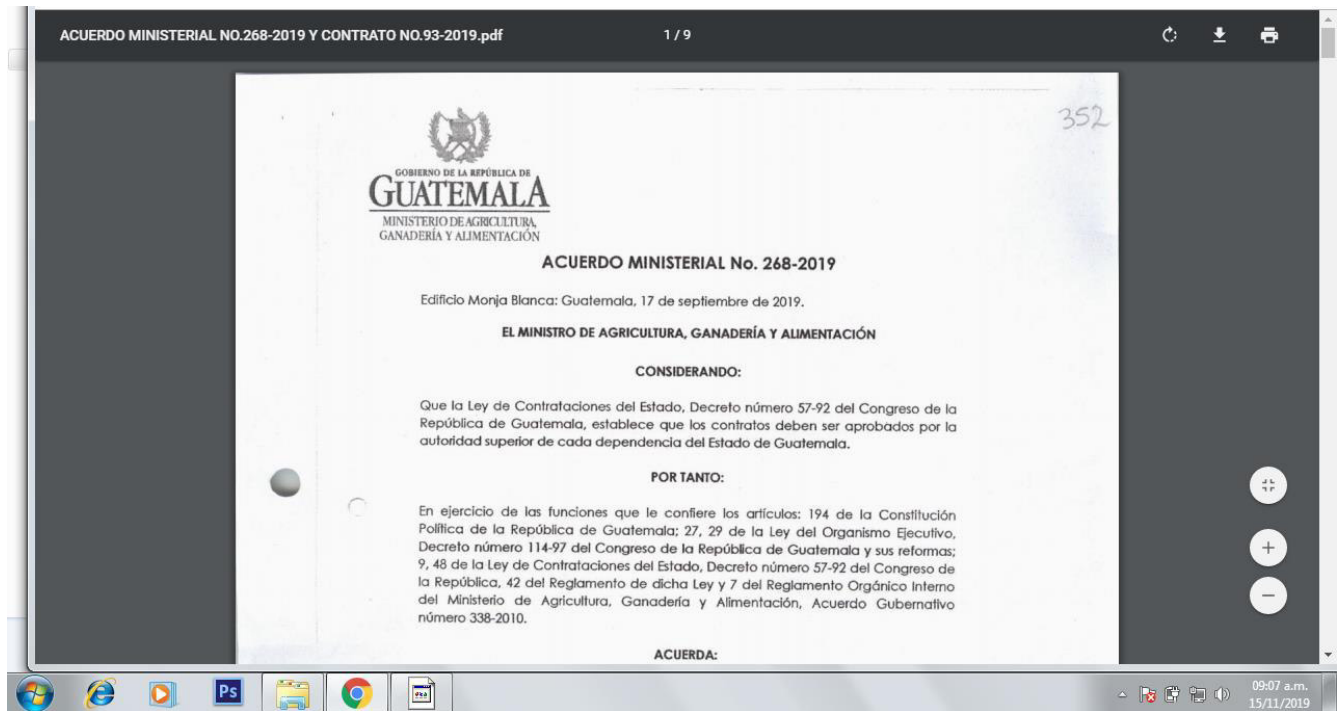 ACUERDO MINISTERIAL NO.268-2019 Y CONTRATO NO.93-2019.pdf
1 / 9
352
GOBIERNO DE LA REPÚBLICA DE
GUATEMALA
MINISTERIO DE AGRICULTURA,
GANADERÍA Y ALIMENTACIÓN
ACUERDO MINISTERIAL No. 268-2019
Edificio Monja Blanca: Guatemala, 17 de septiembre de 2019.
EL MINISTRO DE AGRICULTURA, GANADERÍA Y ALIMENTACIÓN
CONSIDERANDO:
Que la Ley de Contrataciones del Estado, Decreto número 57-92 del Congreso de la
República de Guatemala, establece que los contratos deben ser aprobados por la
autoridad superior de cada dependencia del Estado de Guatemala.
POR TANTO:
En ejercicio de las funciones que le confiere los artículos: 194 de la Constitución
Política de la República de Guatemala; 27, 29 de la Ley del Organismo Ejecutivo,
Decreto número 114-97 del Congreso de la República de Guatemala y sus reformas;
9, 48 de la Ley de Contrataciones del Estado, Decreto número 57-92 del Congreso de
la República, 42 del Reglamento de dicha Ley y 7 del Reglamento Orgánico Interno
del Ministerio de Agricultura, Ganadería y Alimentación, Acuerdo Gubernativo
número 338-2010.
ACUERDA:
Ps
09:07 a.m.
15/11/2019